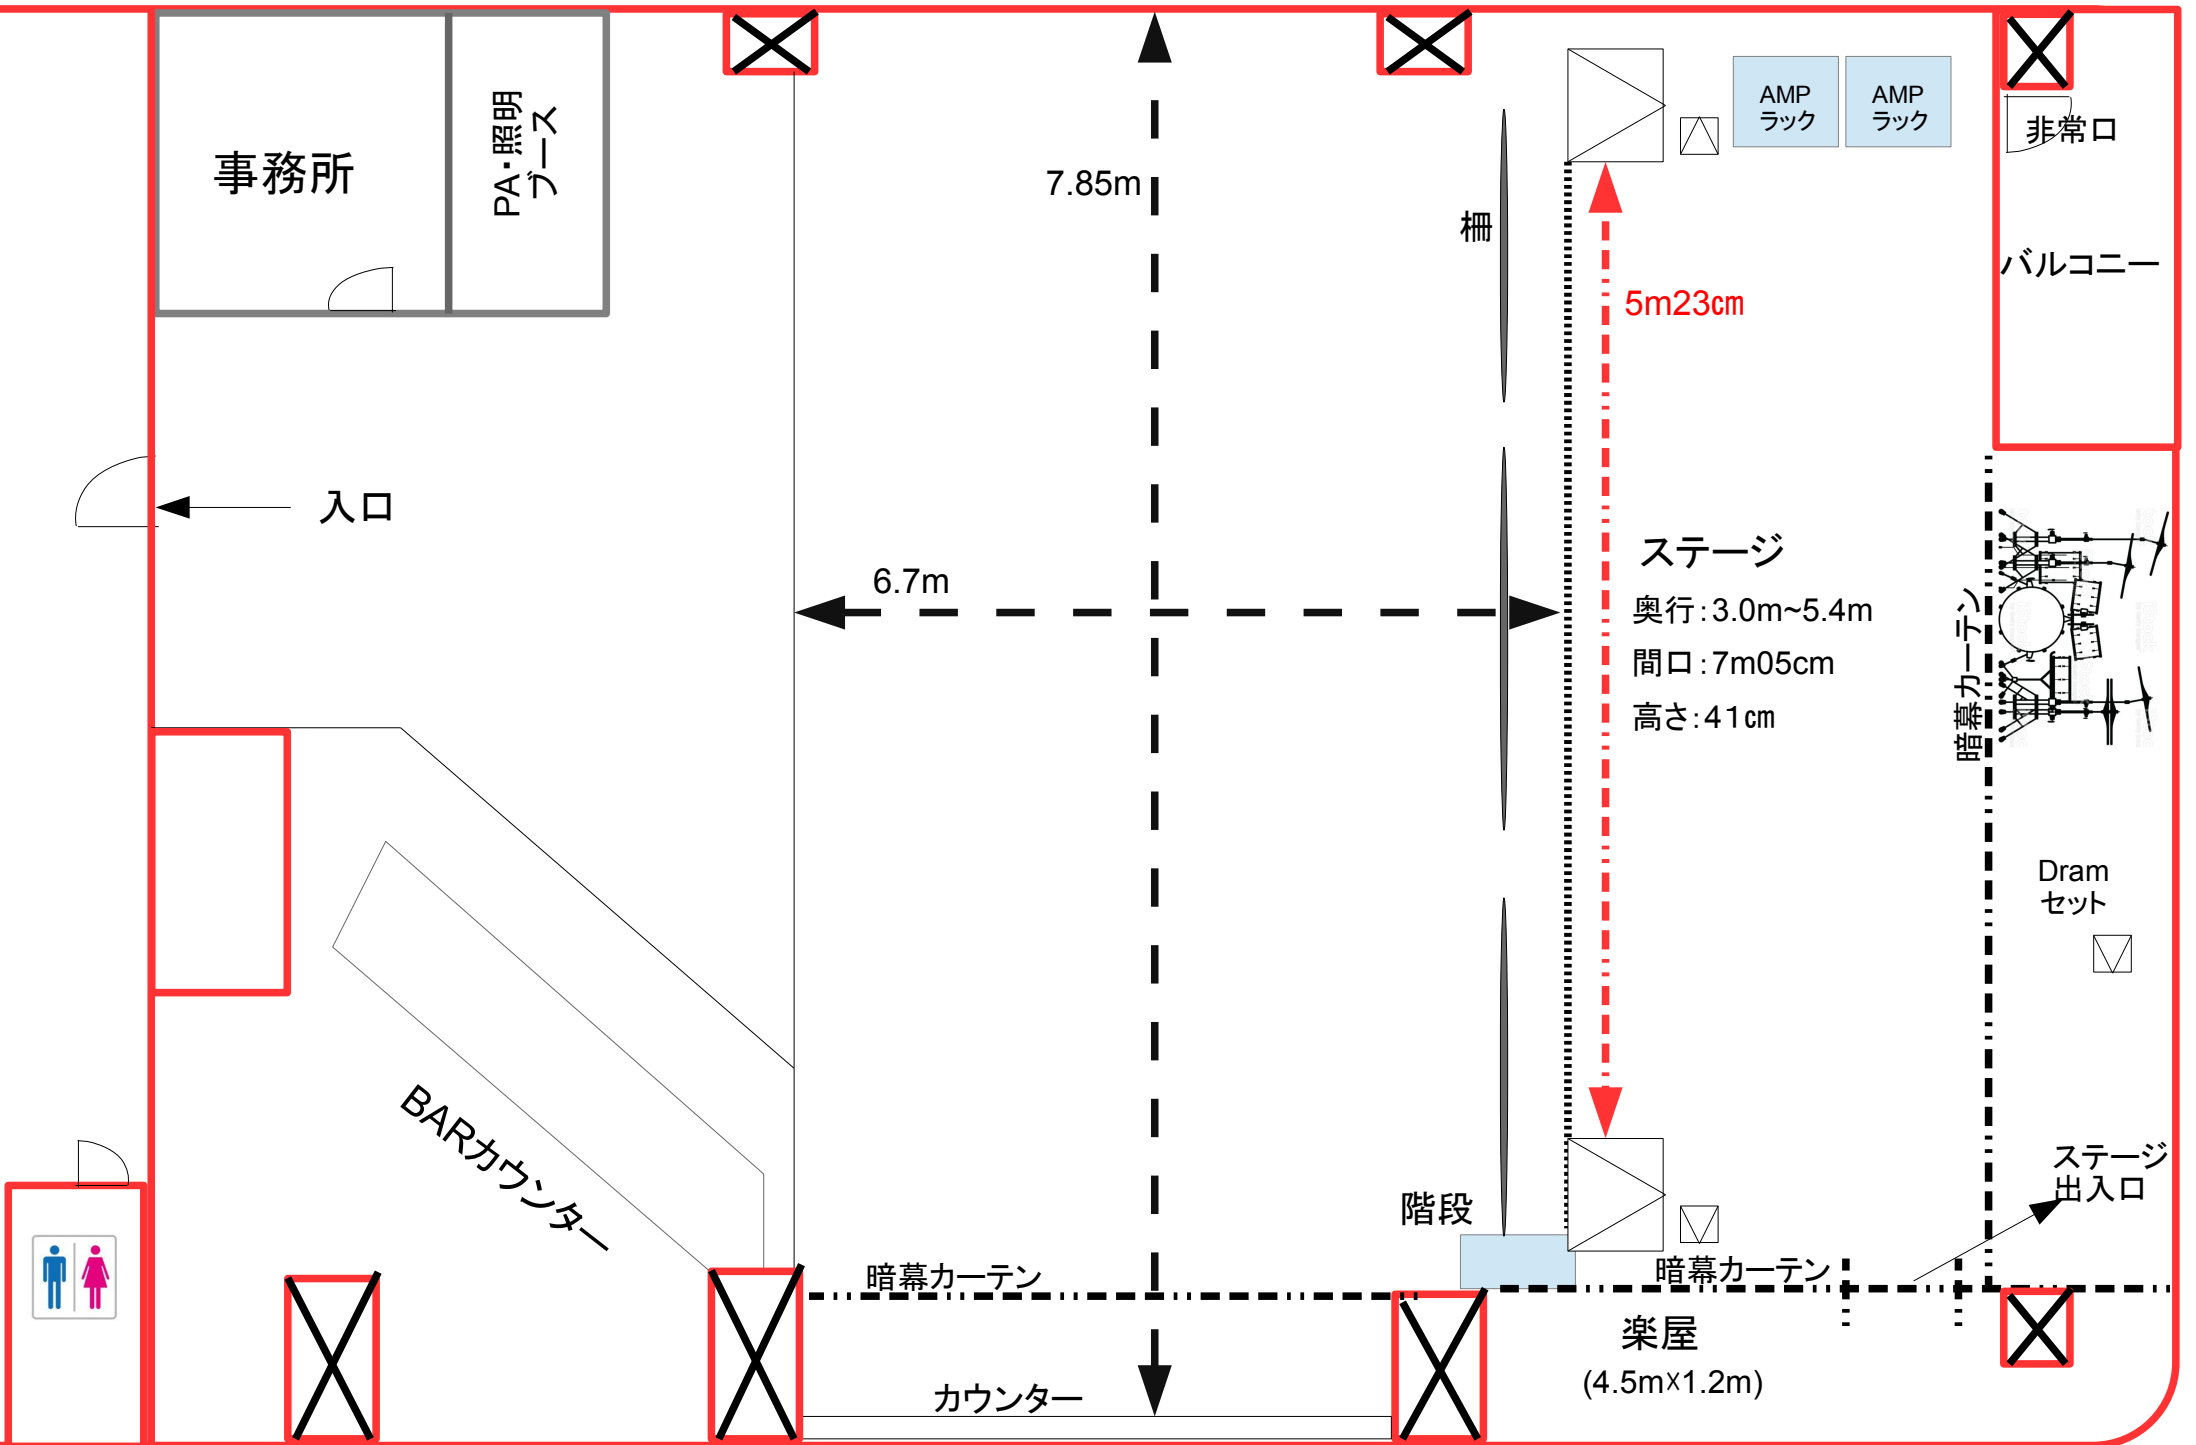 事務所
PA・照明
ブース
7.85m
柵
AMP
ラック
AMP
ラック
非常口
バルコニー
5m23㎝
入口
6.7m
ステージ
奥行：3.0m~5.4m
間口：7m05cm
高さ：41㎝
暗幕カーテン
Dram
セット
BARカウンター
階段
ステージ
出入口
暗幕カーテン
暗幕カーテン
楽屋
(4.5m☓1.2m)
カウンター